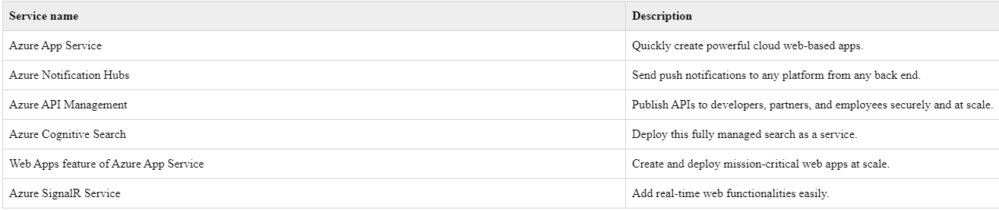 Service name Description
Azure App Service Quickly create powerful cloud web-based apps.
Azure Notification Hubs Send push notifications to any platform from any back end.
Azure API Management Publish APIs to developers, partners, and employees securely and at scale.
Azure Cognitive Search Deploy this fully managed search as a service.
Web Apps feature of Azure App Service Create and deploy mission-critical web apps at scale.
Azure SignalR Service Add real-time web functionalities easily.